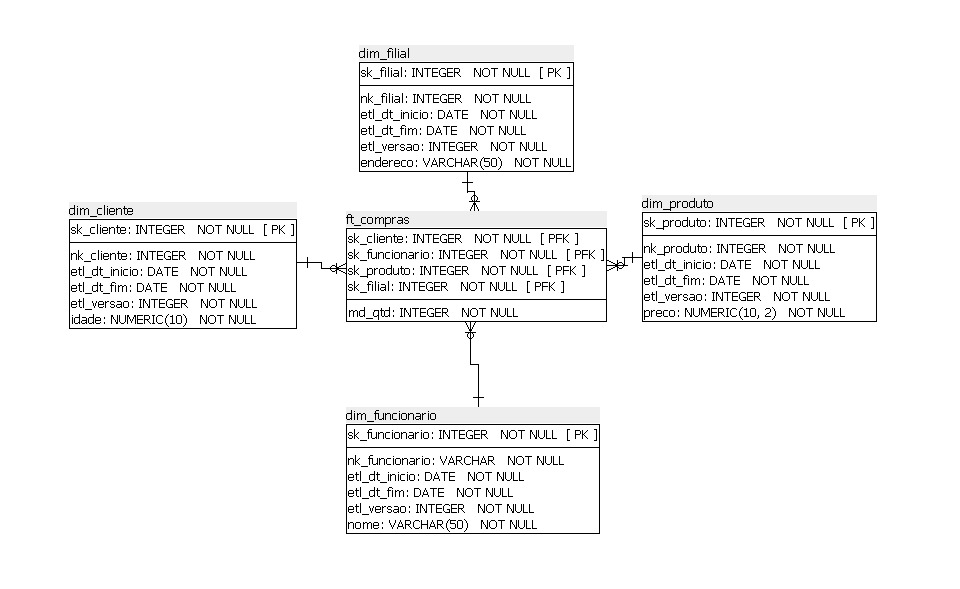 dim_filial
sk_filial: INTEGER NOT NULL [ PK ]
nk_filial: INTEGER NOT NULL
etl_dt_inicio: DATE NOT NULL
etl_dt_fim: DATE NOT NULL
etl_versao: INTEGER NOT NULL
endereco: VARCHAR(50) NOT NULL
dim_cliente
sk_cliente: INTEGER NOT NULL [ PK ]
nk_cliente: INTEGER NOT NULL
etl_dt_inicio: DATE NOT NULL
etl_dt_fim: DATE NOT NULL
etl_versao: INTEGER NOT NULL
idade: NUMERIC(10) NOT NULL
ft_compras
sk_cliente: INTEGER NOT NULL [ PFK ]
sk_funcionario: INTEGER NOT NULL [ PFK ]
sk_produto: INTEGER NOT NULL [ PFK ]
sk_filial: INTEGER NOT NULL [ PFK ]
md_qtd: INTEGER NOT NULL
dim_produto
sk_produto: INTEGER NOT NULL [ PK ]
nk_produto: INTEGER NOT NULL
etl_dt_inicio: DATE NOT NULL
etl_dt_fim: DATE NOT NULL
etl_versao: INTEGER NOT NULL
preco: NUMERIC(10, 2) NOT NULL
dim_funcionario
sk_funcionario: INTEGER NOT NULL [ PK ]
nk_funcionario: VARCHAR NOT NULL
etl_dt_inicio: DATE NOT NULL
etl_dt_fim: DATE NOT NULL
etl_versao: INTEGER NOT NULL
nome: VARCHAR(50) NOT NULL